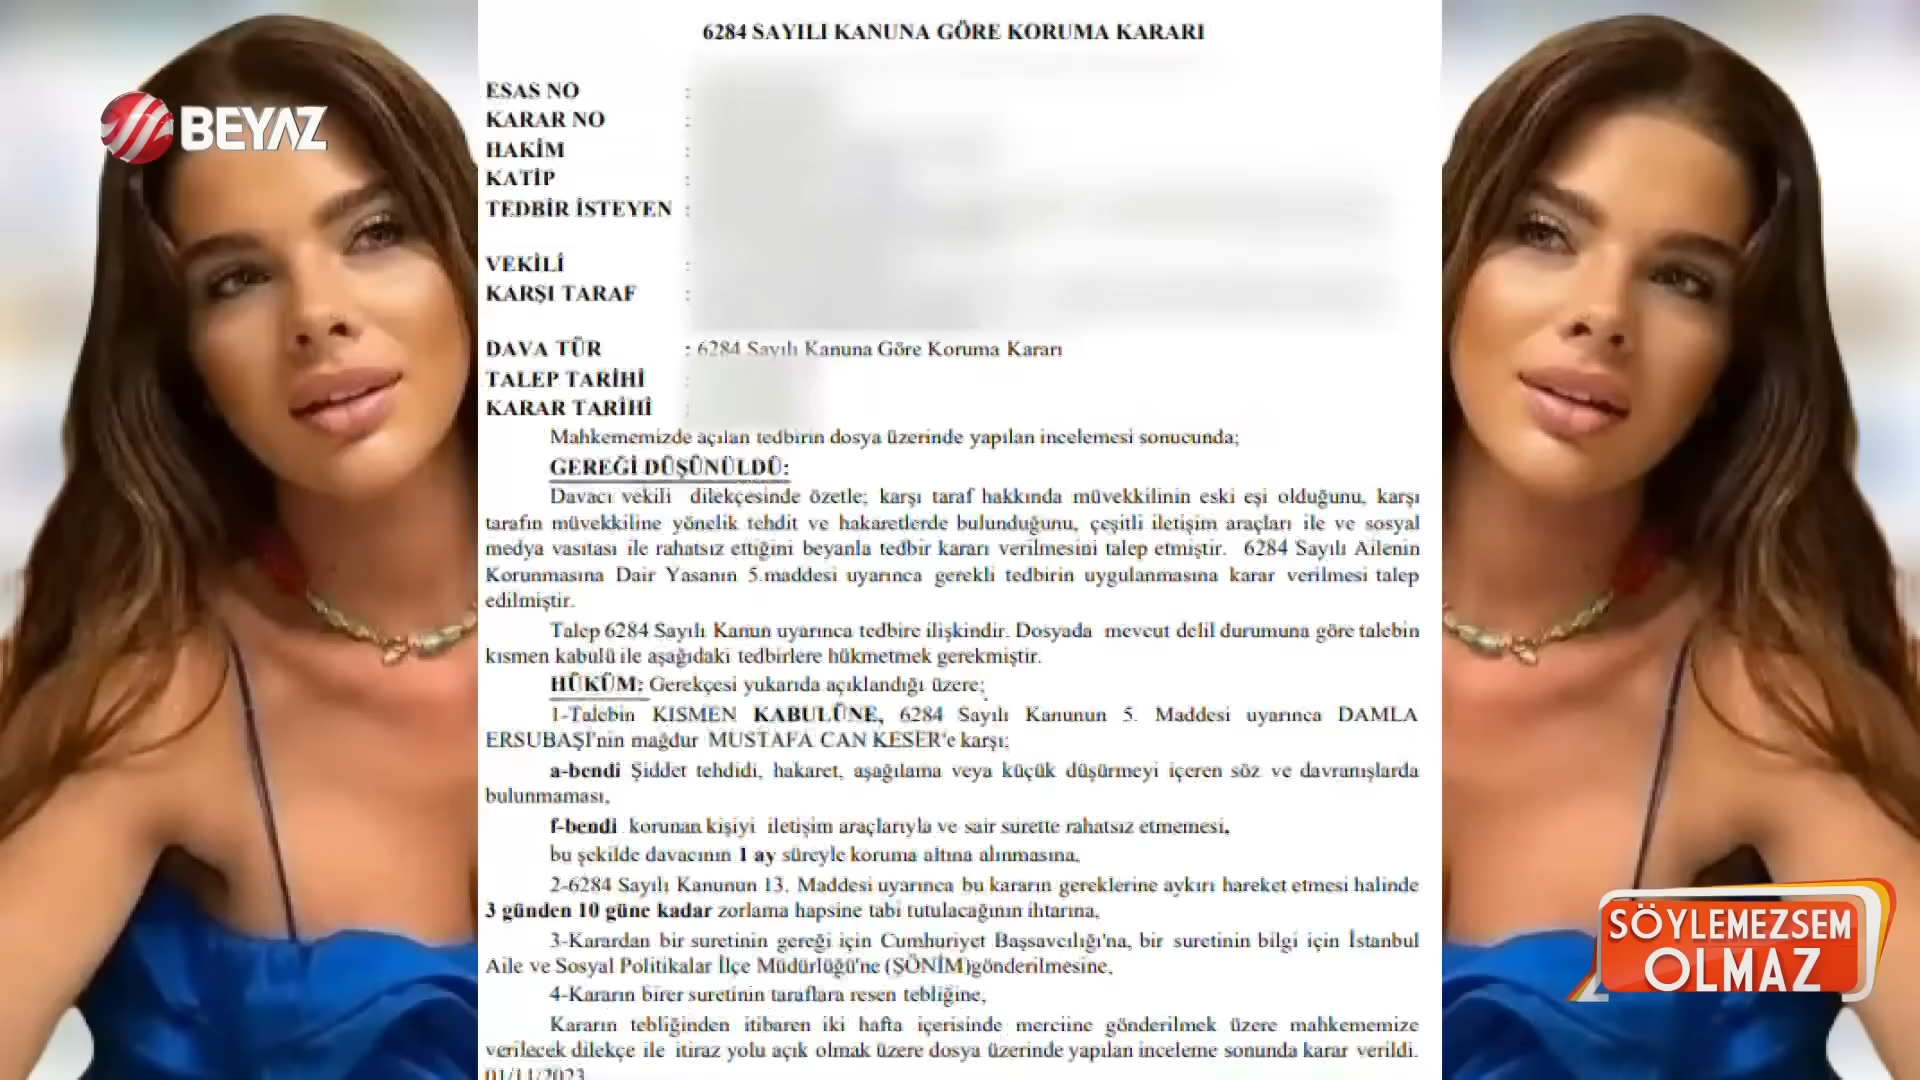 BEYAZ
6284 SAYILI KANUNA GÖRE KORUMA KARARI
ESAS NO :
KARAR NO :
HAKİM :
KATİP :
TEDBİR İSTEYEN :
VEKİLİ :
KARŞI TARAF :
DAVA TÜR : 6284 Sayılı Kanuna Göre Koruma Kararı
TALEP TARİHİ :
KARAR TARİHİ :
Mahkememizde açılan tedbirin dosya üzerinde yapılan incelemesi sonucunda;
GEREĞİ DÜŞÜNÜLDÜ:
Davacı vekili dilekçesinde özetle; karşı taraf hakkında müvekkilinin eski eşi olduğunu, karşı
tarafın müvekkiline yönelik tehdit ve hakaretlerde bulunduğunu, çeşitli iletişim araçları ile ve sosyal
medya vasıtası ile rahatsız ettiğini beyanla tedbir kararı verilmesini talep etmiştir. 6284 Sayılı Ailenin
Korunmasına Dair Yasanın 5.maddesi uyarınca gerekli tedbirin uygulanmasına karar verilmesi talep
edilmiştir.
Talep 6284 Sayılı Kanun uyarınca tedbire ilişkindir. Dosyada mevcut delil durumuna göre talebin
kısmen kabulü ile aşağıdaki tedbirlere hükmetmek gerekmiştir.
HÜKÜM: Gerekçesi yukarıda açıklandığı üzere;
1-Talebin KISMEN KABULÜNE, 6284 Sayılı Kanunun 5. Maddesi uyarınca DAMLA
ERSUBAŞI'nin mağdur MUSTAFA CAN KESER'e karşı;
a-bendi Şiddet tehdidi, hakaret, aşağılama veya küçük düşürmeyi içeren söz ve davranışlarda
bulunmaması,
f-bendi korunan kişiyi iletişim araçlarıyla ve sair surette rahatsız etmemesi,
bu şekilde davacının 1 ay süreyle koruma altına alınmasına,
2-6284 Sayılı Kanunun 13. Maddesi uyarınca bu kararın gereklerine aykırı hareket etmesi halinde
3 günden 10 güne kadar zorlama hapsine tabi tutulacağının ihtarına,
3-Karardan bir suretinin gereği için Cumhuriyet Başsavcılığı'na, bir suretinin bilgi için İstanbul
Aile ve Sosyal Politikalar İlçe Müdürlüğü'ne (ŞÖNİM)gönderilmesine,
4-Kararın birer suretinin taraflara resen tebliğine,
Kararın tebliğinden itibaren iki hafta içerisinde merciine gönderilmek üzere mahkememize
verilecek dilekçe ile itiraz yolu açık olmak üzere dosya üzerinde yapılan inceleme sonunda karar verildi.
01/11/2023
SÖYLEMEZSEM
OLMAZ